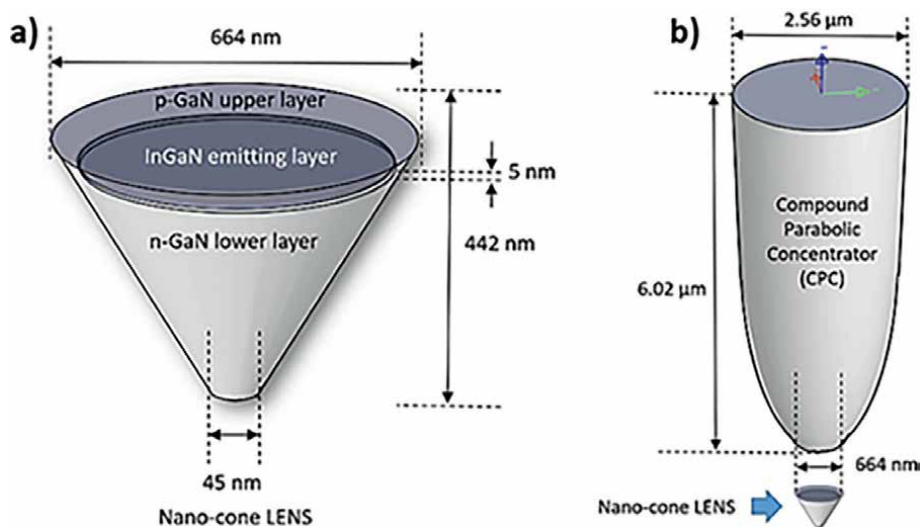 a)
664 nm
p-GaN upper layer
InGaN emitting layer
5 nm
n-GaN lower layer
442 nm
45 nm
Nano-cone LENS
b)
2.56 μm
Compound
Parabolic
Concentrator
(CPC)
6.02 μm
664 nm
Nano-cone LENS